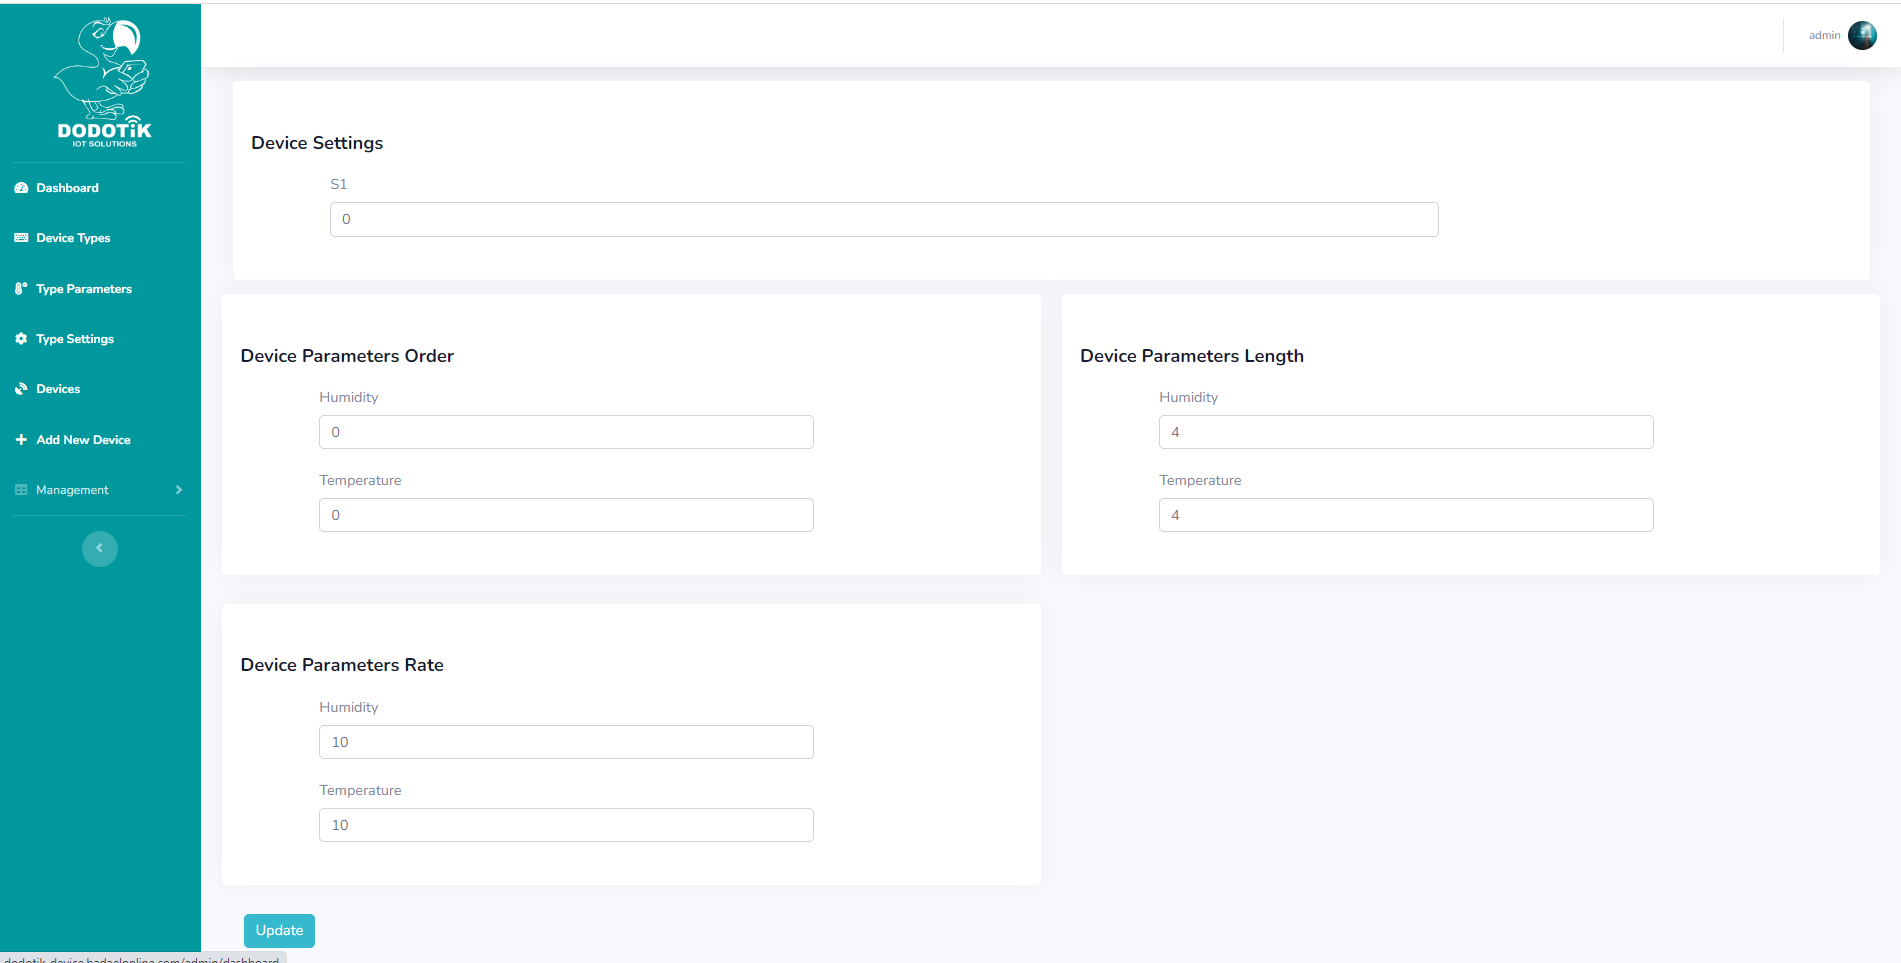 DODOTiK
IOT SOLUTIONS
Dashboard
Device Types
Type Parameters
Type Settings
Devices
Add New Device
Management
admin
Device Settings
S1
0
Device Parameters Order
Humidity
0
Temperature
0
Device Parameters Length
Humidity
4
Temperature
4
Device Parameters Rate
Humidity
10
Temperature
10
Update
dodotik-device.hadaelonline.com/admin/dashboard